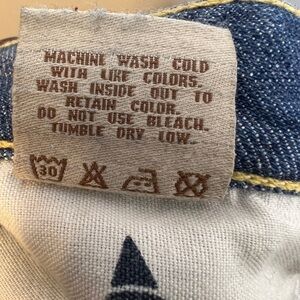 MACHINE WASH COLD
WITH LIKE COLORS.
WASH INSIDE OUT TO
RETAIN COLOR.
DO NOT USE BLEACH.
TUMBLE DRY LOW.
30